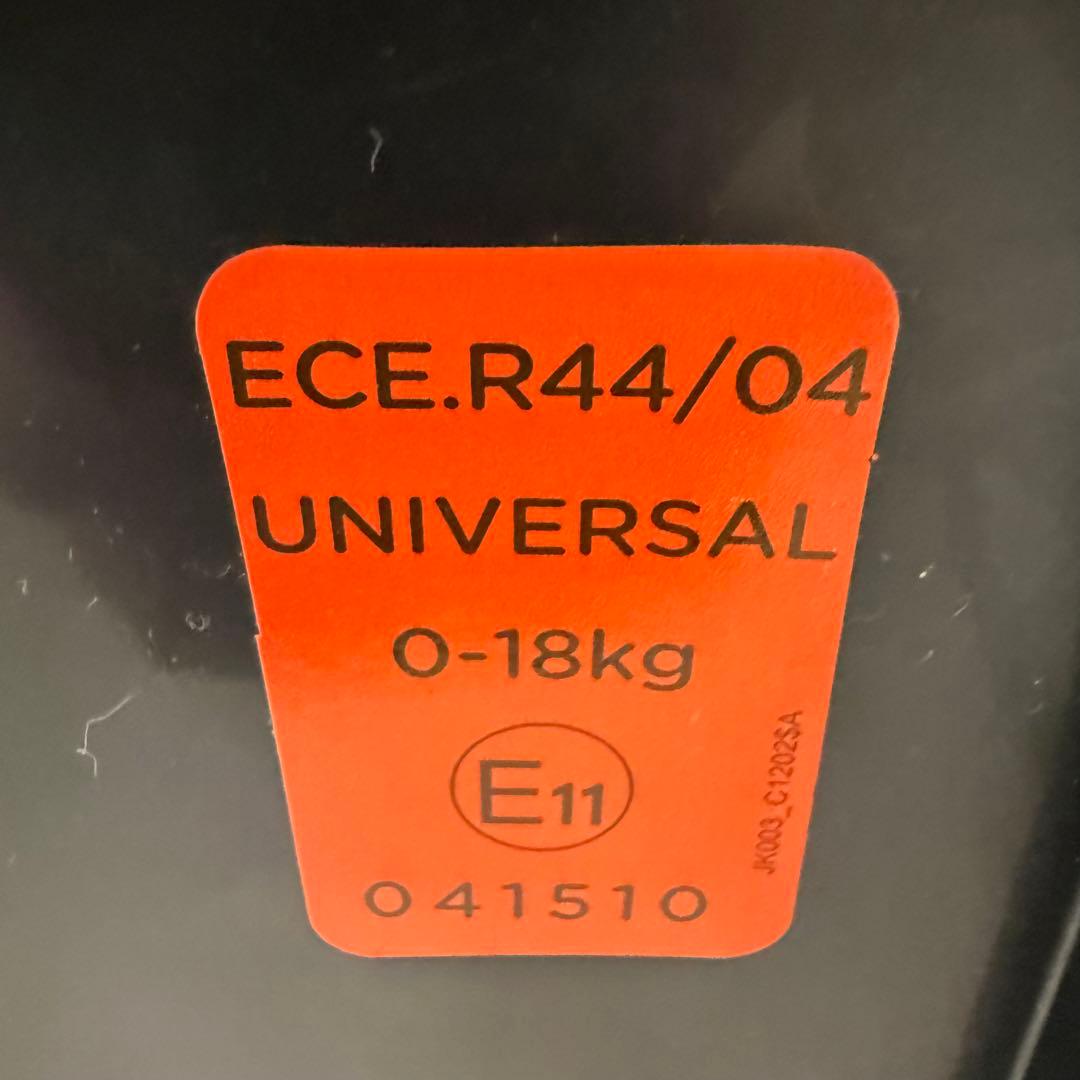 ECE.R44/04
UNIVERSAL
0-18kg
E11
041510
JK003_C1202SA